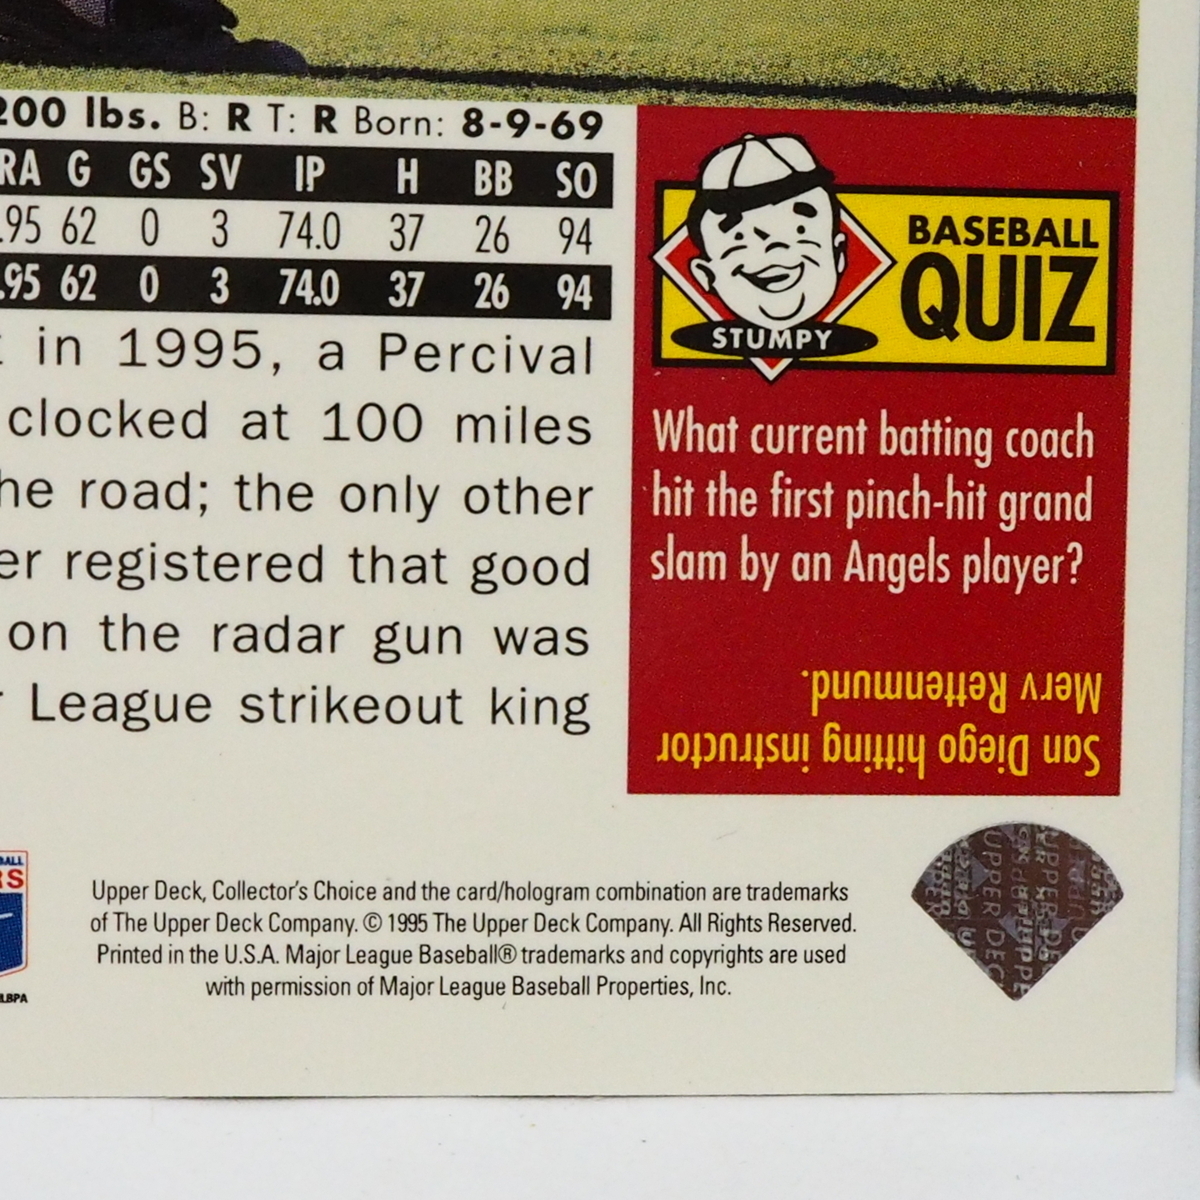 200 lbs. B: R T: R Born: 8-9-69
RA G GS SV IP H BB SO
.95 62 0 3 74.0 37 26 94
.95 62 0 3 74.0 37 26 94
in 1995, a Percival
clocked at 100 miles
he road; the only other
er registered that good
on the radar gun was
r League strikeout king
BASEBALL
QUIZ
STUMPY
What current batting coach
hit the first pinch-hit grand
slam by an Angels player?
San Diego hitting instructor
Merv Rettenmund.
ALL
RS
LBPA
Upper Deck, Collector's Choice and the card/hologram combination are trademarks
of The Upper Deck Company. © 1995 The Upper Deck Company. All Rights Reserved.
Printed in the U.S.A. Major League Baseball® trademarks and copyrights are used
with permission of Major League Baseball Properties, Inc.
UPPER DECK